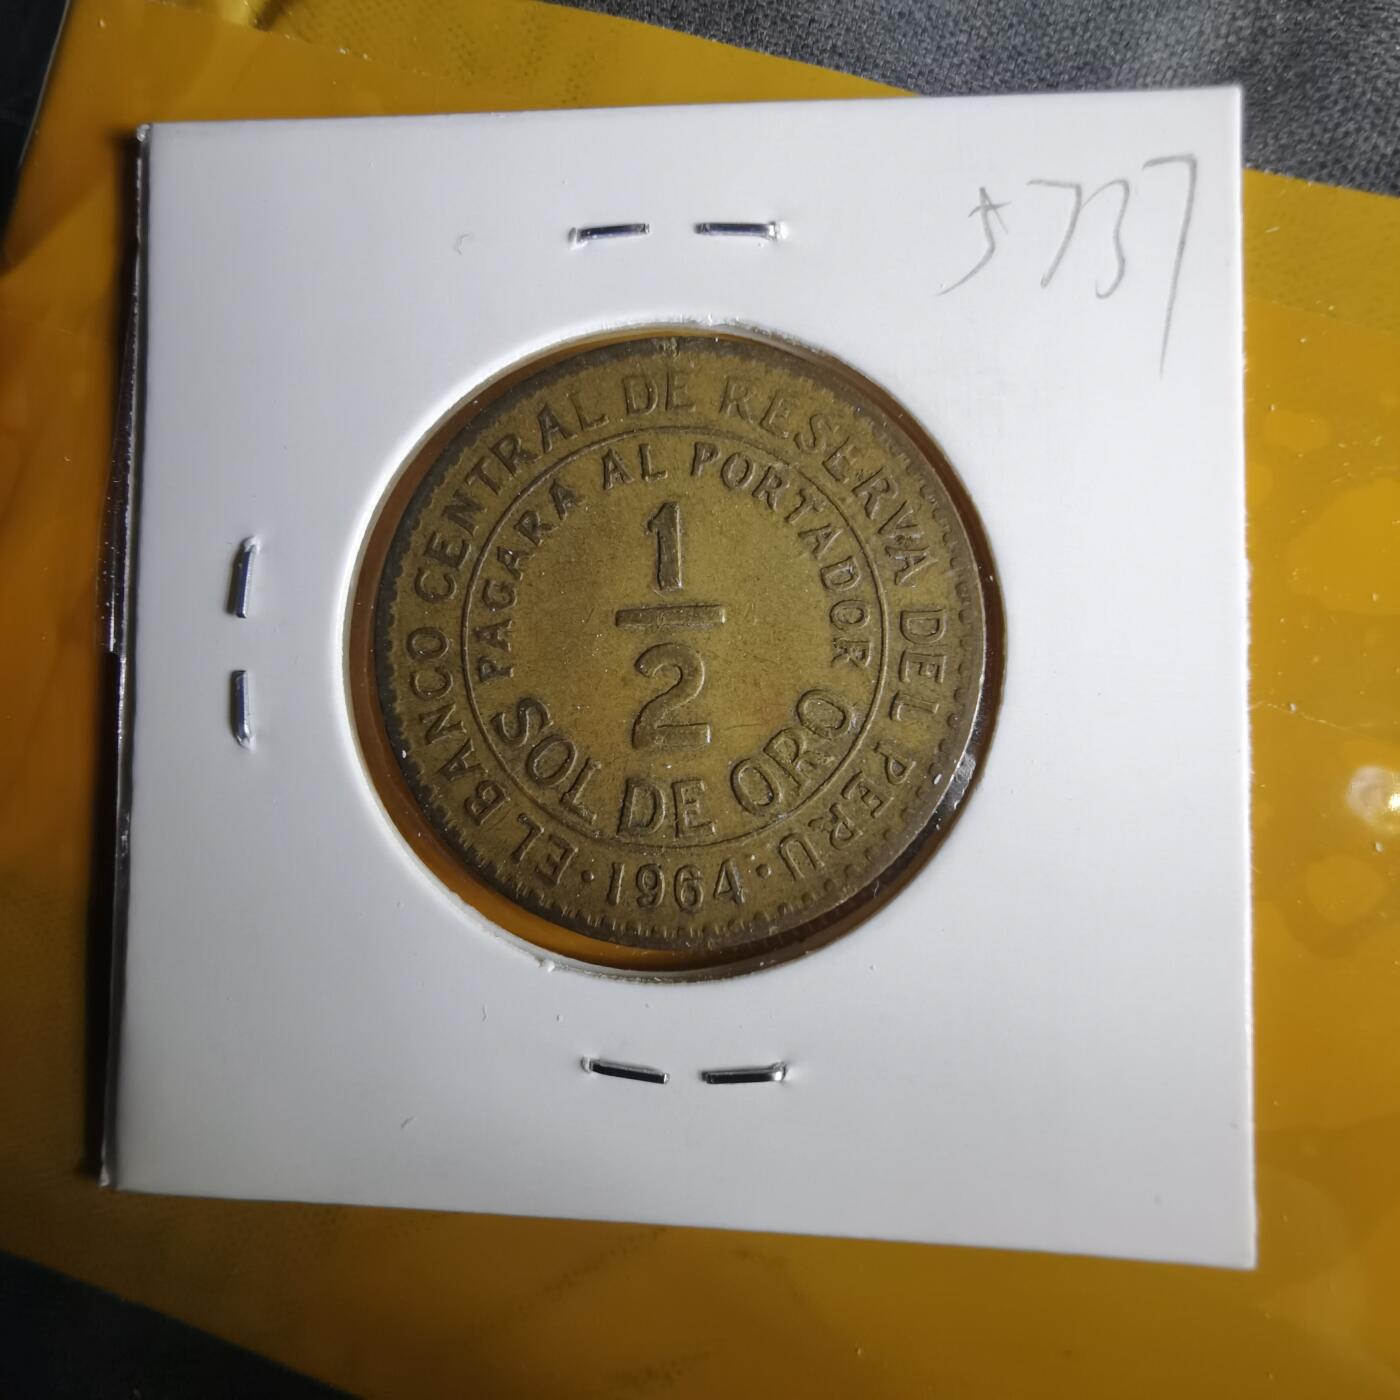 5737
EL BANCO CENTRAL DE RESERVA DEL PERU
PAGARA AL PORTADOR
1
2
SOL DE ORO
· 1964 ·